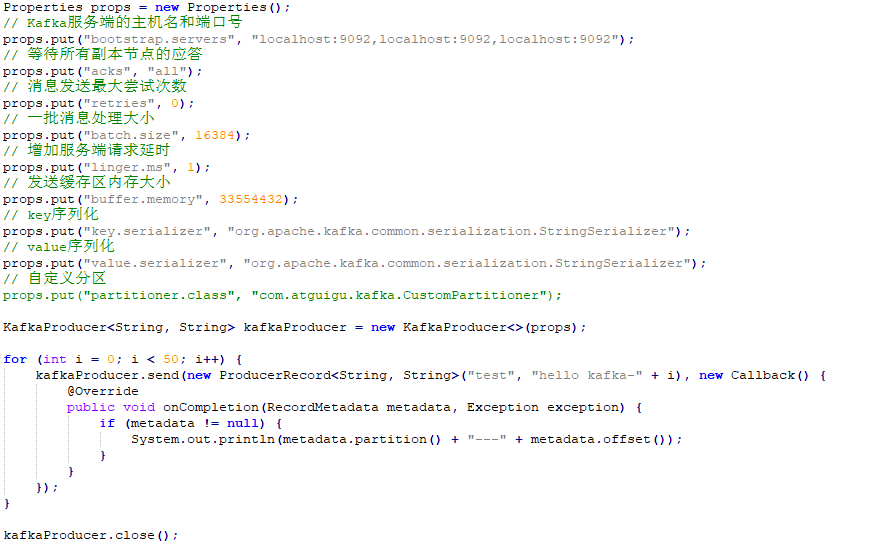 Properties props = new Properties();
// Kafka服务端的主机名和端口号
props.put("bootstrap.servers", "localhost:9092,localhost:9092,localhost:9092");
// 等待所有副本节点的应答
props.put("acks", "all");
// 消息发送最大尝试次数
props.put("retries", 0);
// 一批消息处理大小
props.put("batch.size", 16384);
// 增加服务端请求延时
props.put("linger.ms", 1);
// 发送缓存区内存大小
props.put("buffer.memory", 33554432);
// key序列化
props.put("key.serializer", "org.apache.kafka.common.serialization.StringSerializer");
// value序列化
props.put("value.serializer", "org.apache.kafka.common.serialization.StringSerializer");
// 自定义分区
props.put("partitioner.class", "com.atguigu.kafka.CustomPartitioner");

KafkaProducer<String, String> kafkaProducer = new KafkaProducer<>(props);

for (int i = 0; i < 50; i++) {
    kafkaProducer.send(new ProducerRecord<String, String>("test", "hello kafka-" + i), new Callback() {
        @Override
        public void onCompletion(RecordMetadata metadata, Exception exception) {
            if (metadata != null) {
                System.out.println(metadata.partition() + "---" + metadata.offset());
            }
        }
    });
}

kafkaProducer.close();